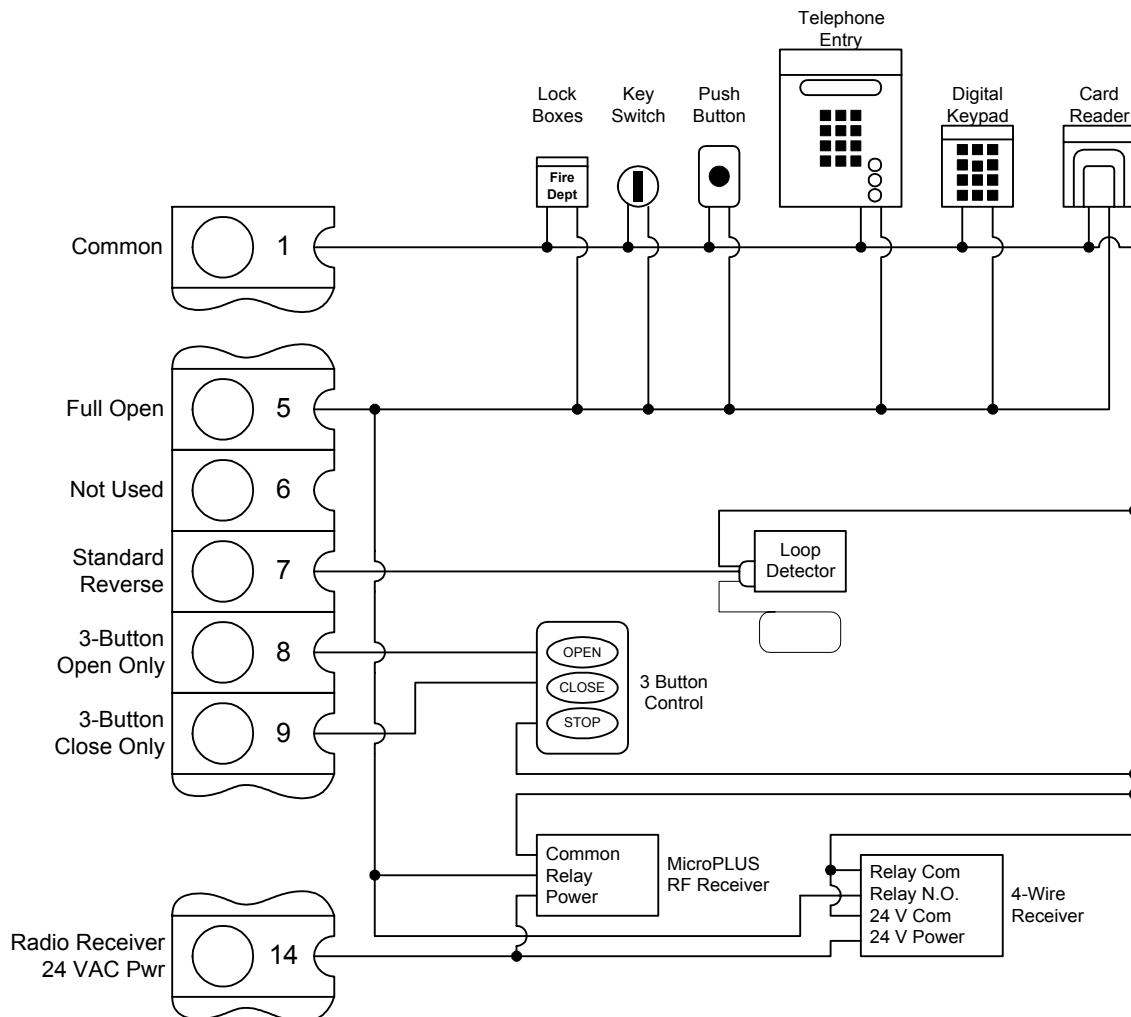 Telephone
Entry
Lock
Boxes
Key
Switch
Push
Button
Digital
Keypad
Card
Reader
Fire
Dept
Common
1
Full Open
5
Not Used
6
Standard
Reverse
7
Loop
Detector
3-Button
Open Only
8
OPEN
CLOSE
STOP
3 Button
Control
3-Button
Close Only
9
Common
Relay
Power
MicroPLUS
RF Receiver
Relay Com
Relay N.O.
24 V Com
24 V Power
4-Wire
Receiver
Radio Receiver
24 VAC Pwr
14